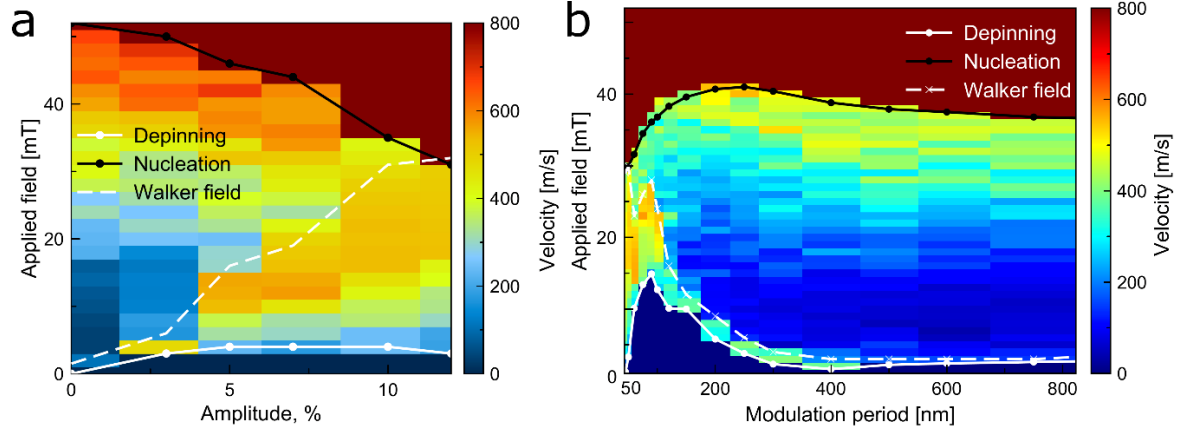 a
Applied field [mT]
40
20
0
Depinning
Nucleation
Walker field
0
5
10
Amplitude, %
800
600
400
200
0
Velocity [m/s]
b
Applied field [mT]
40
20
0
Depinning
Nucleation
Walker field
50
200
400
600
800
Modulation period [nm]
800
600
400
200
0
Velocity [m/s]